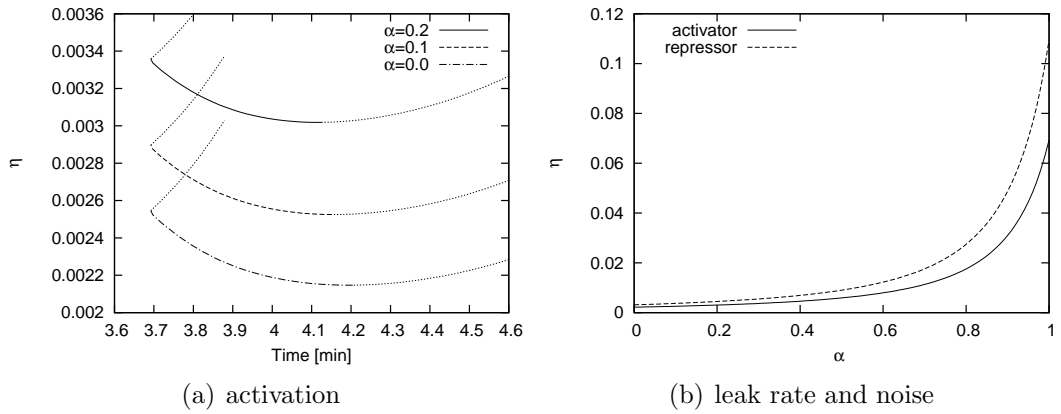 0.0036
0.0034
0.0032
0.003
0.0028
0.0026
0.0024
0.0022
0.002
η
3.6 3.7 3.8 3.9 4 4.1 4.2 4.3 4.4 4.5 4.6
Time [min]
α=0.2
α=0.1
α=0.0
(a) activation
0.12
0.1
0.08
0.06
0.04
0.02
0
η
0 0.2 0.4 0.6 0.8 1
α
activator
repressor
(b) leak rate and noise